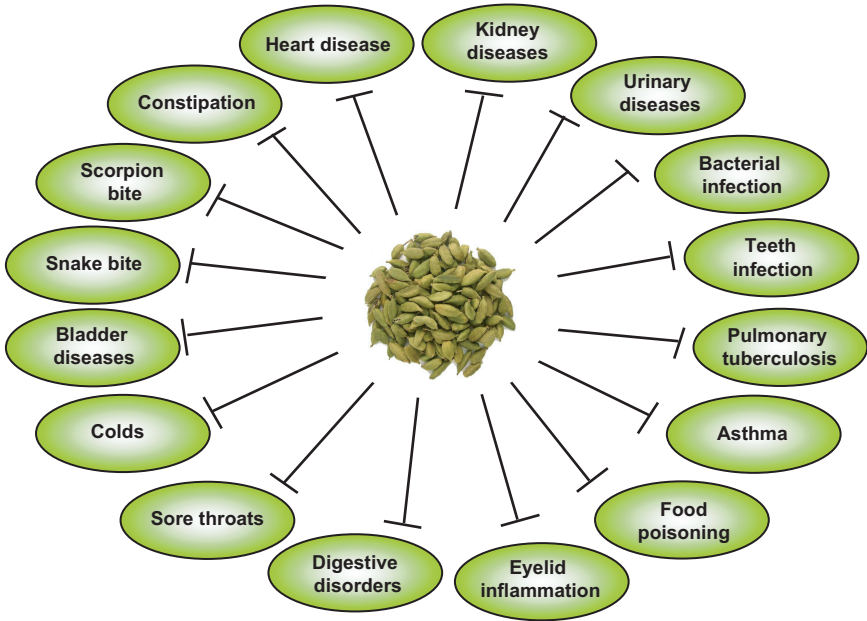 Heart disease
Kidney
diseases
Urinary
diseases
Bacterial
infection
Teeth
infection
Pulmonary
tuberculosis
Asthma
Food
poisoning
Eyelid
inflammation
Digestive
disorders
Sore throats
Colds
Bladder
diseases
Snake bite
Scorpion
bite
Constipation